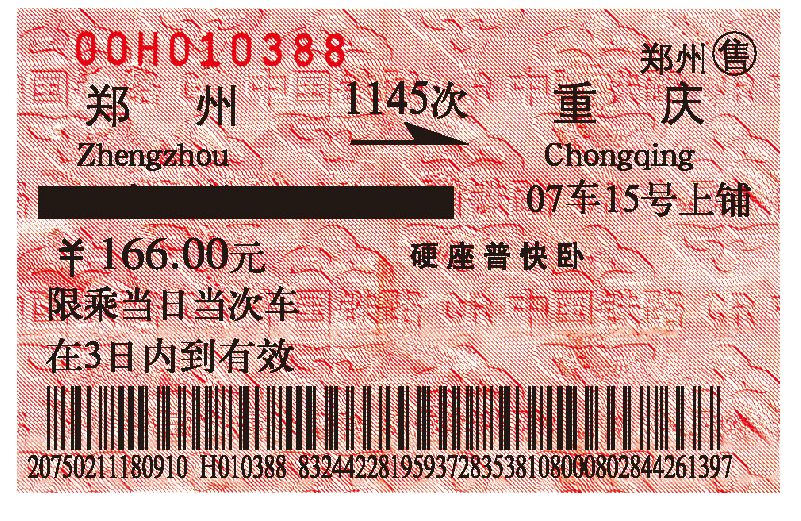 00H010388
郑州 售
郑 州 1145次 重 庆
Zhengzhou Chongqing
07车15号上铺
￥166.00元 硬座普快卧
限乘当日当次车
在3日内到有效
20750211180910 H010388 83244228195937283538108000802844261397